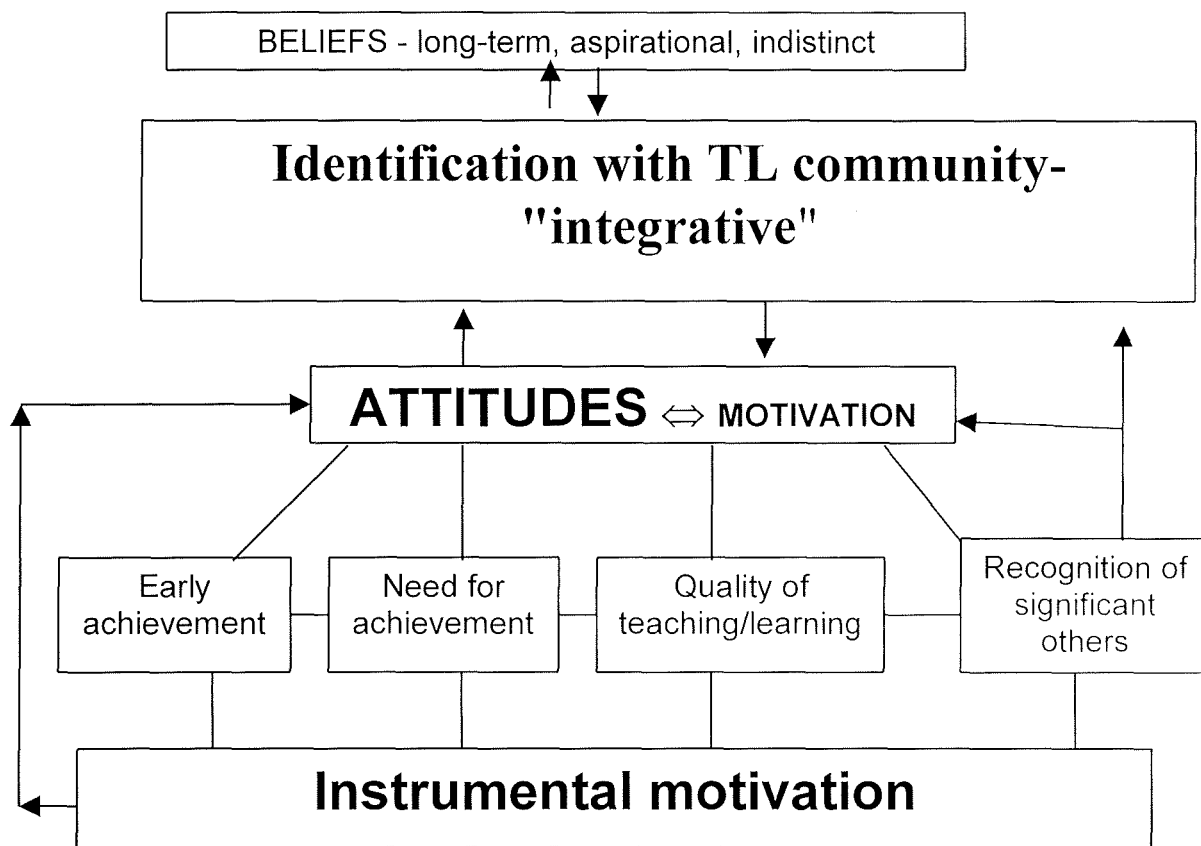 BELIEFS - long-term, aspirational, indistinct
Identification with TL community-
"integrative"
ATTITUDES ⇔ MOTIVATION
Early
achievement
Need for
achievement
Quality of
teaching/learning
Recognition of
significant
others
Instrumental motivation